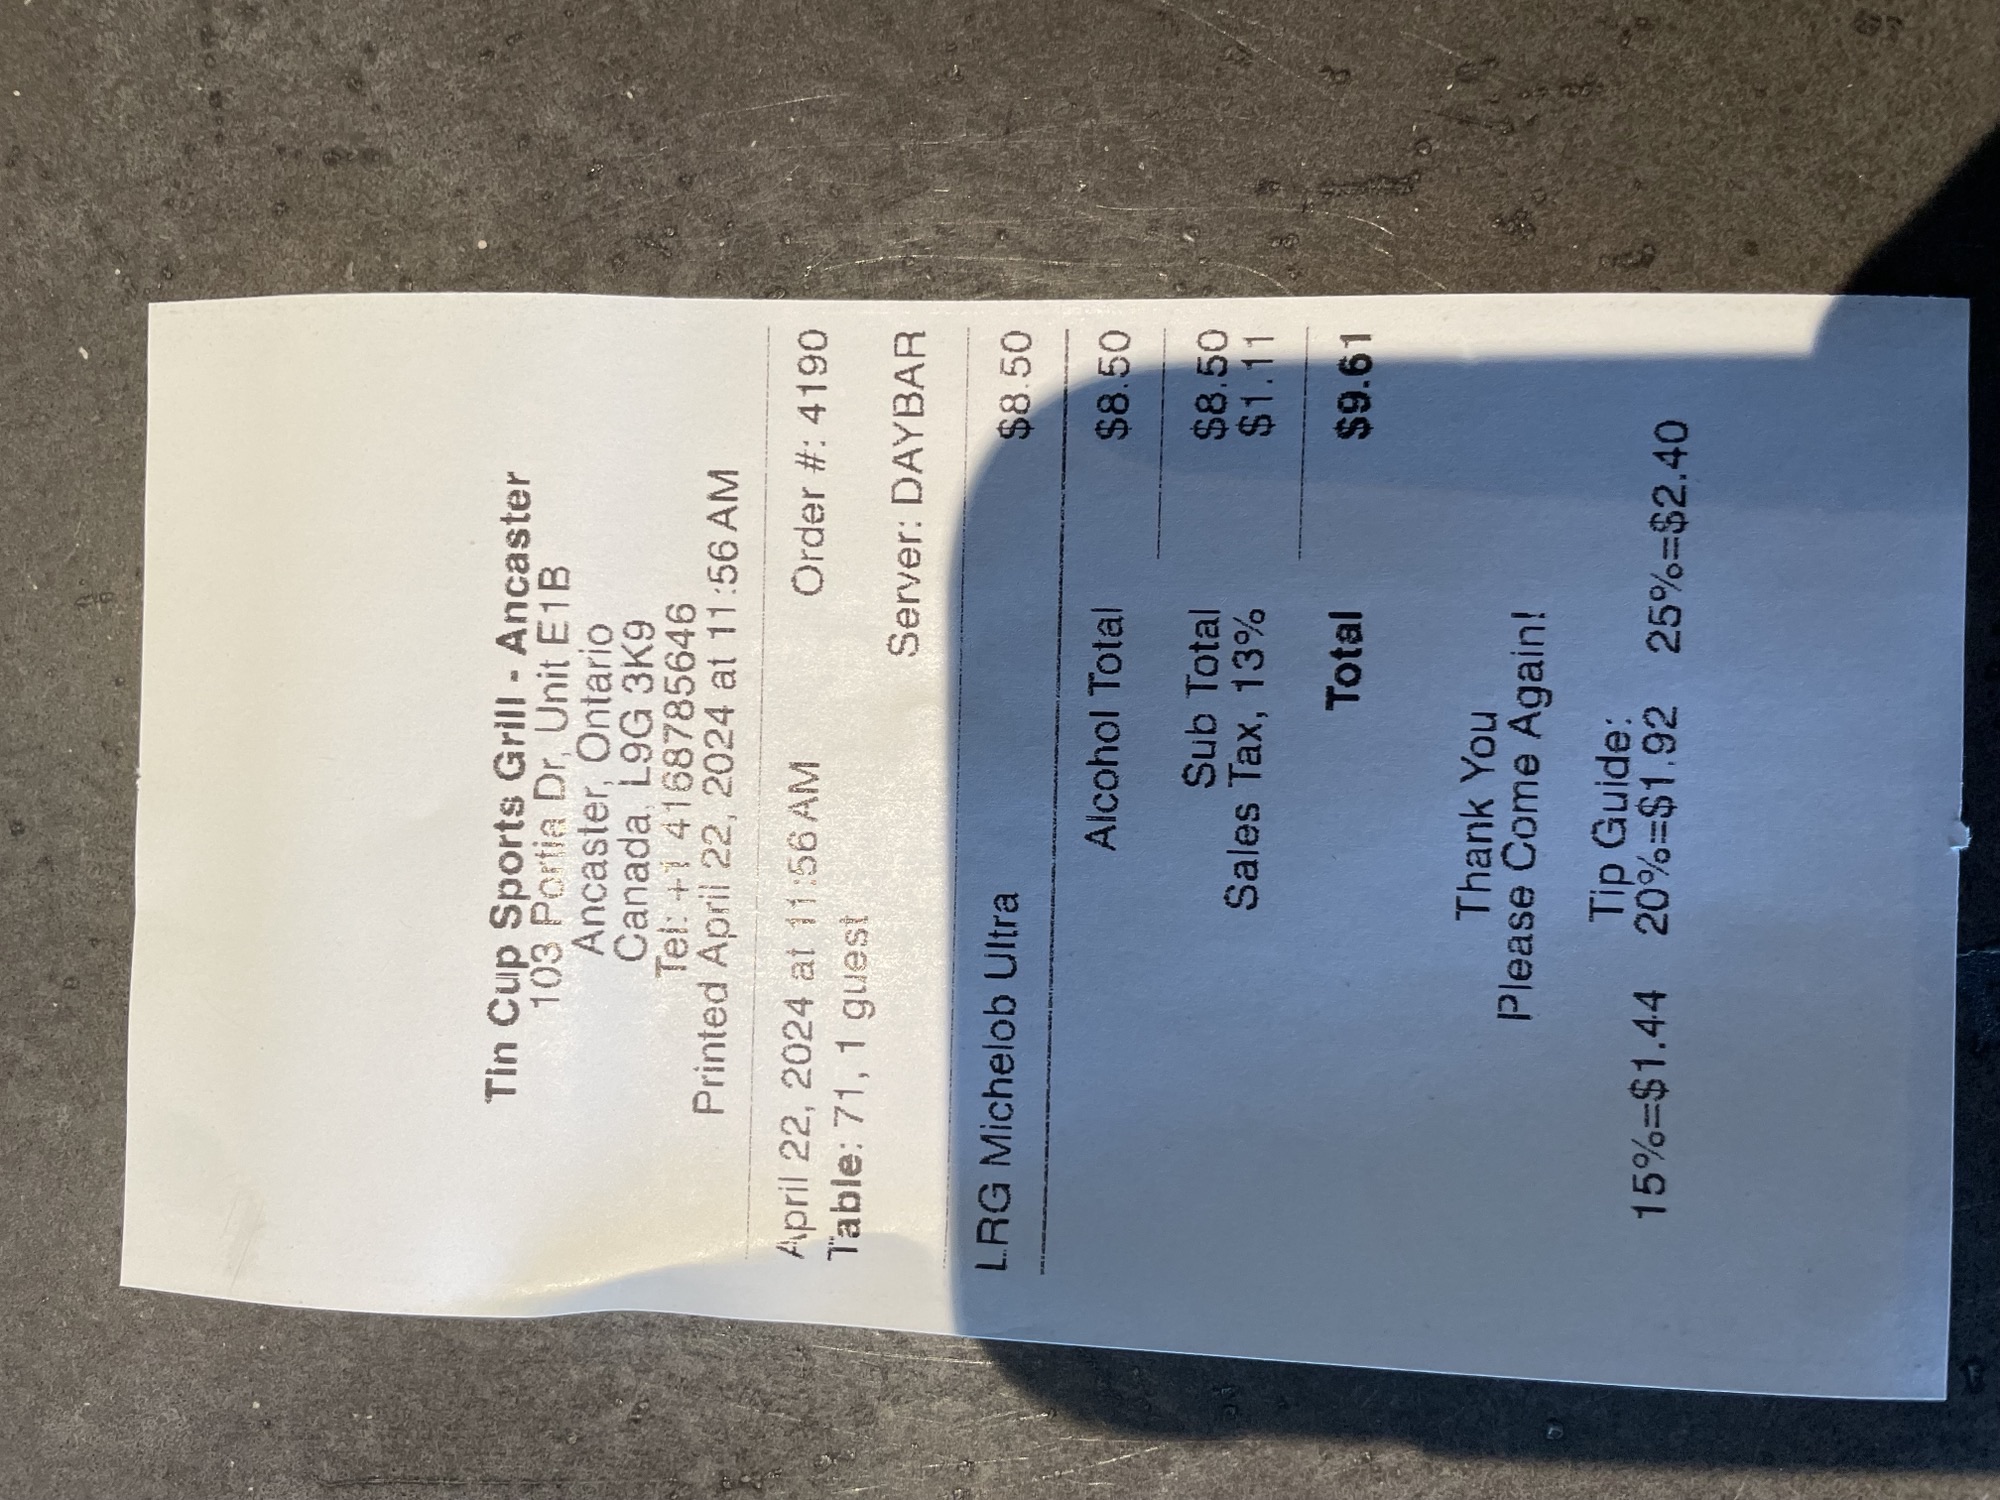 Tin Cup Sports Grill - Ancaster
103 Portia Dr, Unit E1B
Ancaster, Ontario
Canada, L9G 3K9
Tel: +1 4168785646
Printed April 22, 2024 at 11:56 AM
April 22, 2024 at 11:56 AM Order #: 4190
Table: 71, 1 guest
Server: DAYBAR
LRG Michelob Ultra $8.50
Alcohol Total $8.50
Sub Total $8.50
Sales Tax, 13% $1.11
Total $9.61
Thank You
Please Come Again!
Tip Guide:
15%=$1.44 20%=$1.92 25%=$2.40